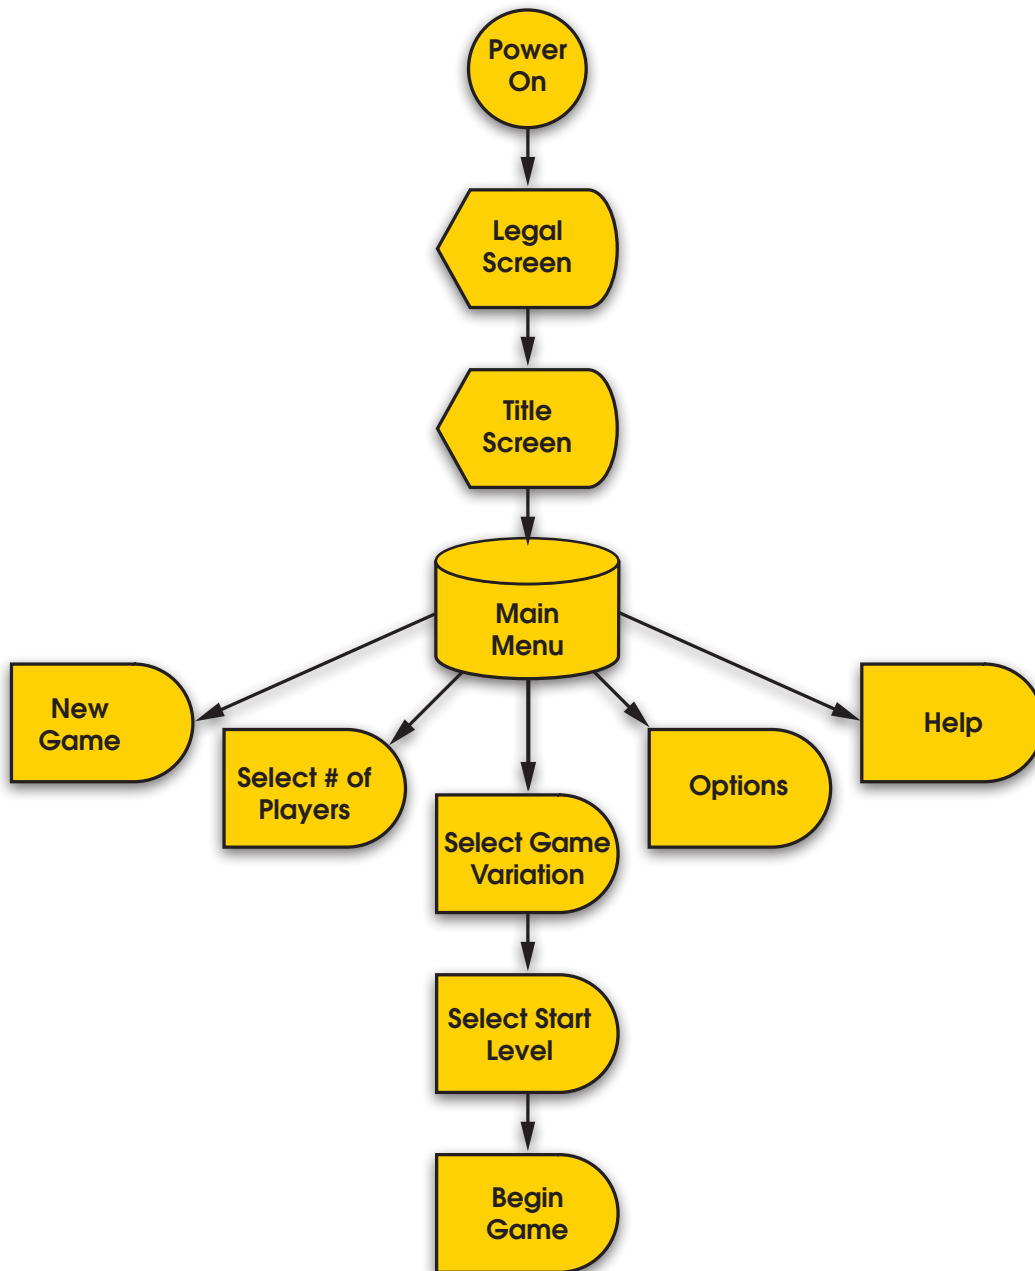 Power
On
Legal
Screen
Title
Screen
Main
Menu
New
Game
Select # of
Players
Select Game
Variation
Options
Help
Select Start
Level
Begin
Game